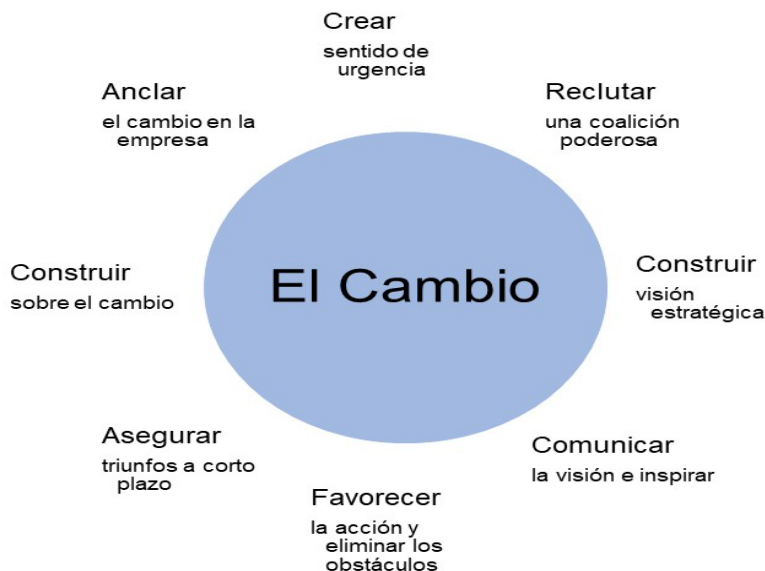 Crear
sentido de
urgencia
Reclutar
una coalición
poderosa
Construir
visión
estratégica
Comunicar
la visión e inspirar
Favorecer
la acción y
eliminar los
obstáculos
Asegurar
triunfos a corto
plazo
Construir
sobre el cambio
Anclar
el cambio en la
empresa
El Cambio